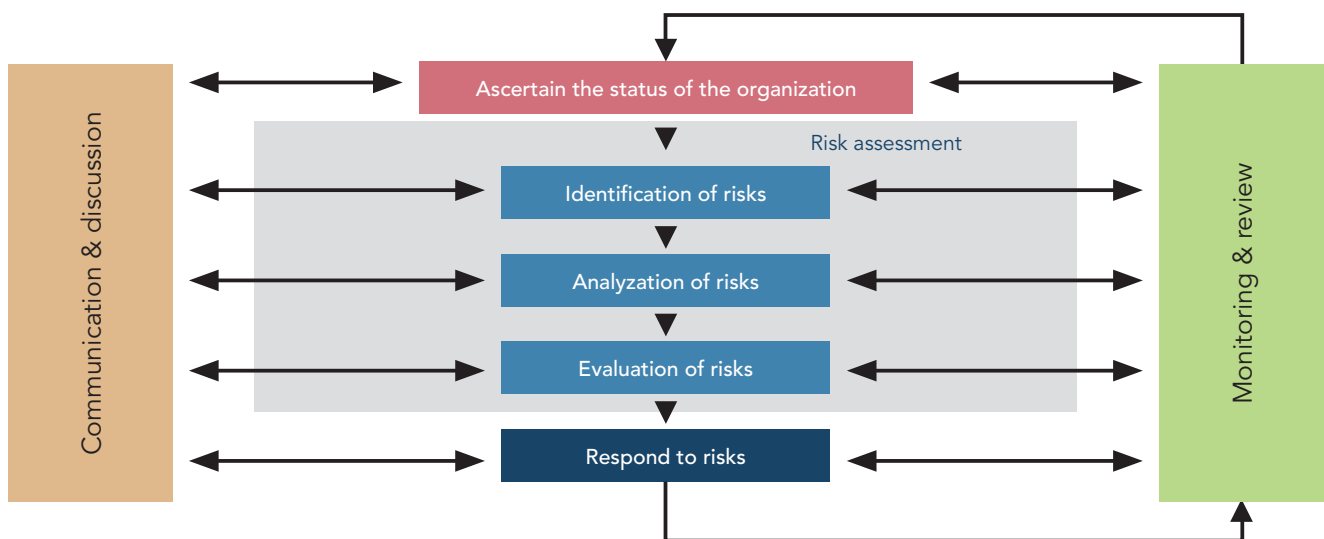 Communication & discussion
Ascertain the status of the organization
Risk assessment
Identification of risks
Analyzation of risks
Evaluation of risks
Respond to risks
Monitoring & review